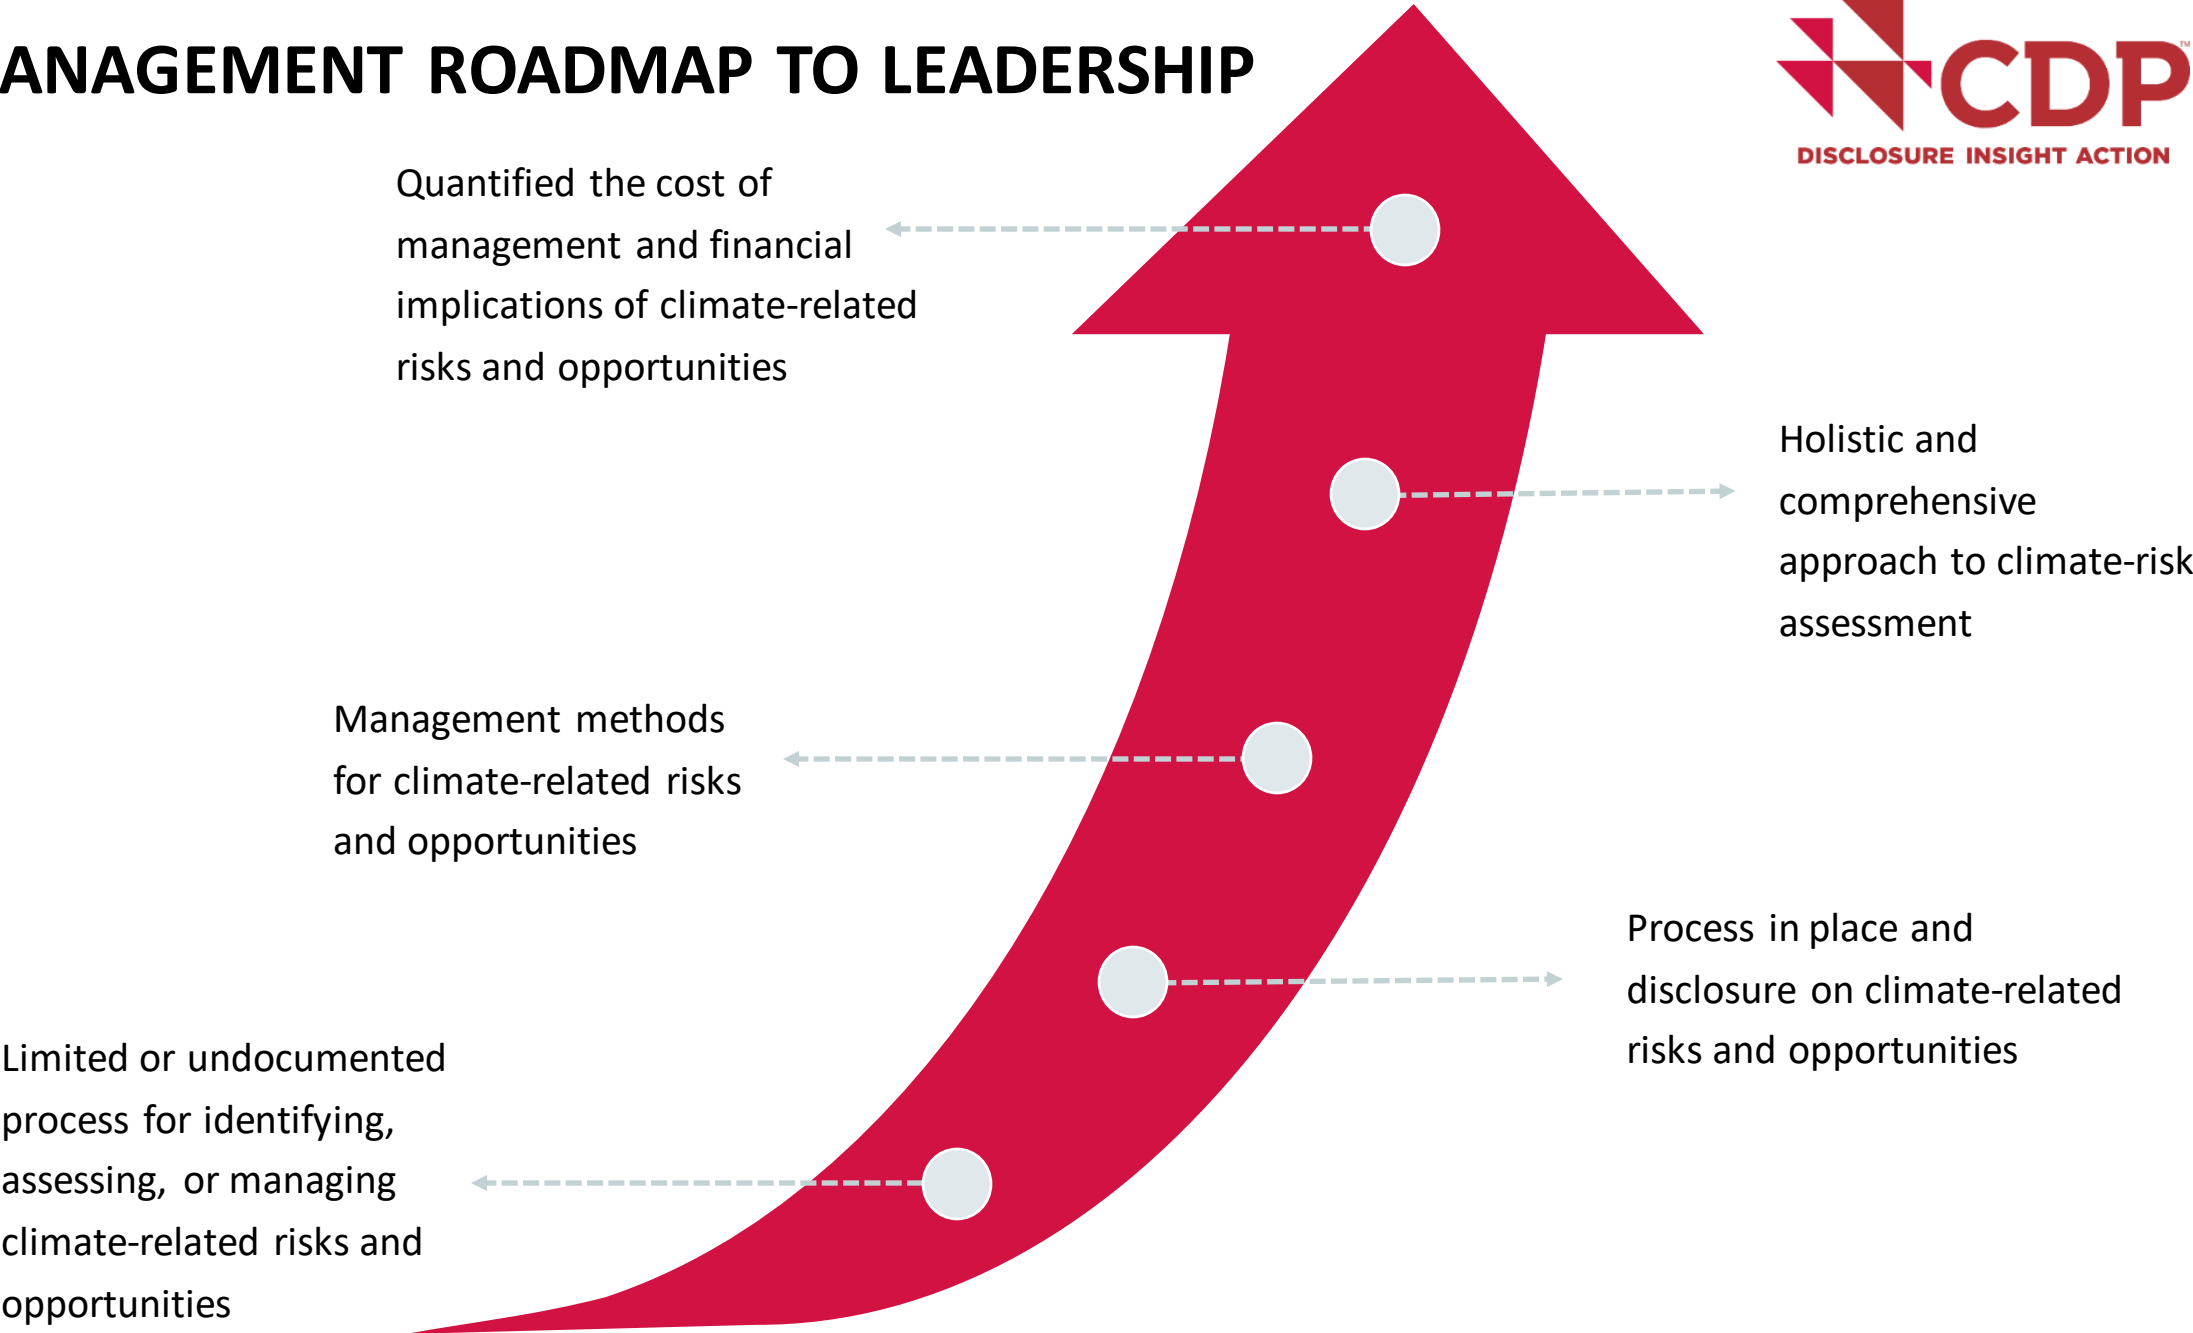 ANAGEMENT ROADMAP TO LEADERSHIP
CDP™
DISCLOSURE INSIGHT ACTION
Quantified the cost of
management and financial
implications of climate-related
risks and opportunities
Holistic and
comprehensive
approach to climate-risk
assessment
Management methods
for climate-related risks
and opportunities
Process in place and
disclosure on climate-related
risks and opportunities
Limited or undocumented
process for identifying,
assessing, or managing
climate-related risks and
opportunities